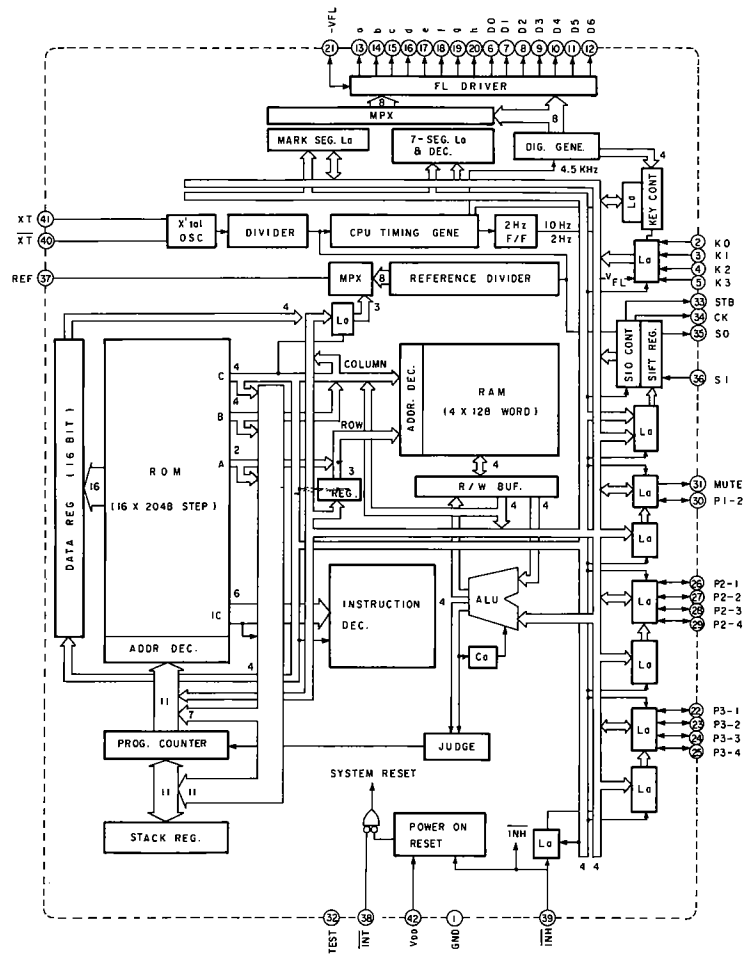 -VFL a b c d e f g h D0 D1 D2 D3 D4 D5 D6
21 13 14 15 16 17 18 19 20 6 7 8 9 10 11 12
FL DRIVER
8
MPX
8
MARK SEG. La
7-SEG. La
& DEC.
DIG. GENE.
4
4.5 KHz
La
KEY CONT
XT 41
X'tal
OSC
DIVIDER
CPU TIMING GENE
2Hz
F/F
10Hz
2Hz
XT 40
La
2 K0
3 K1
4 K2
5 K3
VFL
REF 37
MPX
8
REFERENCE DIVIDER
33 STB
34 CK
35 S0
36 S1
SIO CONT
SIFT REG.
4
La
3
DATA REG (16 BIT)
16
ROM
(16 X 2048 STEP)
C
4
B
4
A
2
6
IC
ADDR DEC.
COLUMN
ROW
3
REG.
ADDR. DEC.
RAM
(4 X 128 WORD)
4
R/W BUF.
4
4
La
La
31 MUTE
30 P1-2
La
INSTRUCTION
DEC.
4
ALU
Ca
La
26 P2-1
27 P2-2
28 P2-3
29 P2-4
La
4
11
7
PROG. COUNTER
JUDGE
La
22 P3-1
23 P3-2
24 P3-3
25 P3-4
La
11
11
STACK REG.
SYSTEM RESET
POWER ON
RESET
INH
La
4
4
32 38 42 1 39
TEST INT VDD GND INH